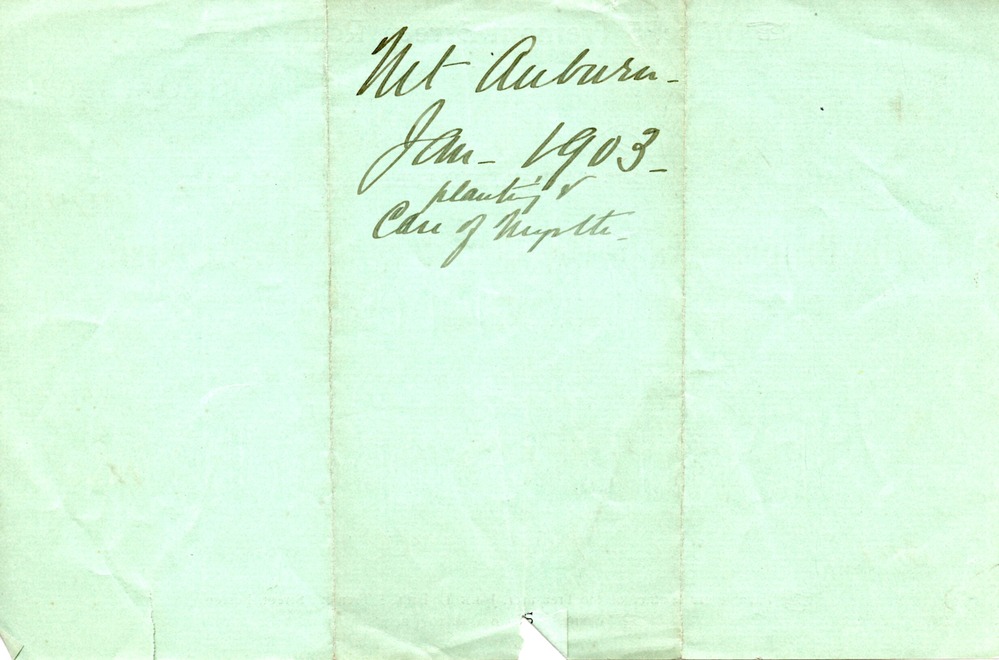 Mt Auburn-
Jan- 1903-
planting &
Care of Myrtle-